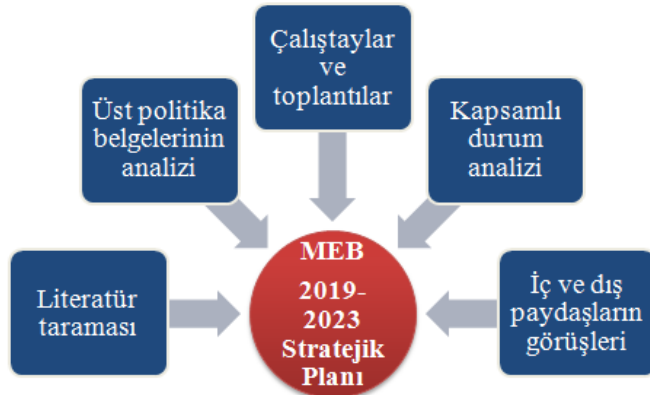 Çalıştaylar
ve
toplantılar
Üst politika
belgelerinin
analizi
Kapsamlı
durum
analizi
Literatür
taraması
MEB
2019-
2023
Stratejik
Planı
İç ve dış
paydaşların
görüşleri